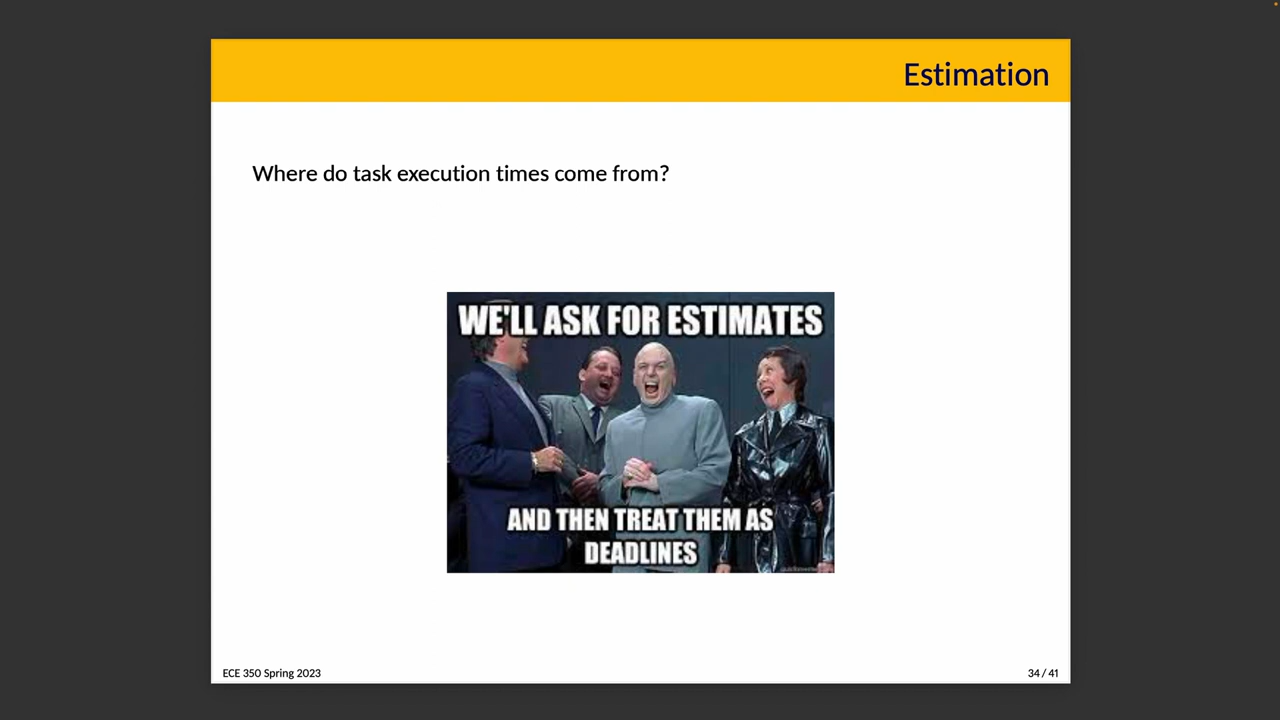 Estimation
Where do task execution times come from?
WE'LL ASK FOR ESTIMATES
AND THEN TREAT THEM AS
DEADLINES
ECE 350 Spring 2023
34 / 41